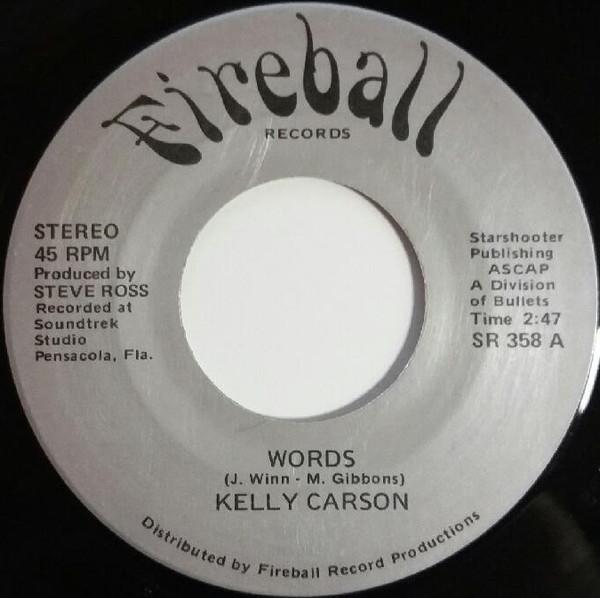 Fireball
RECORDS
STEREO
45 RPM
Produced by
STEVE ROSS
Recorded at
Soundtrek
Studio
Pensacola, Fla.
Starshooter
Publishing
ASCAP
A Division
of Bullets
Time 2:47
SR 358 A
WORDS
(J. Winn - M. Gibbons)
KELLY CARSON
Distributed by Fireball Record Productions